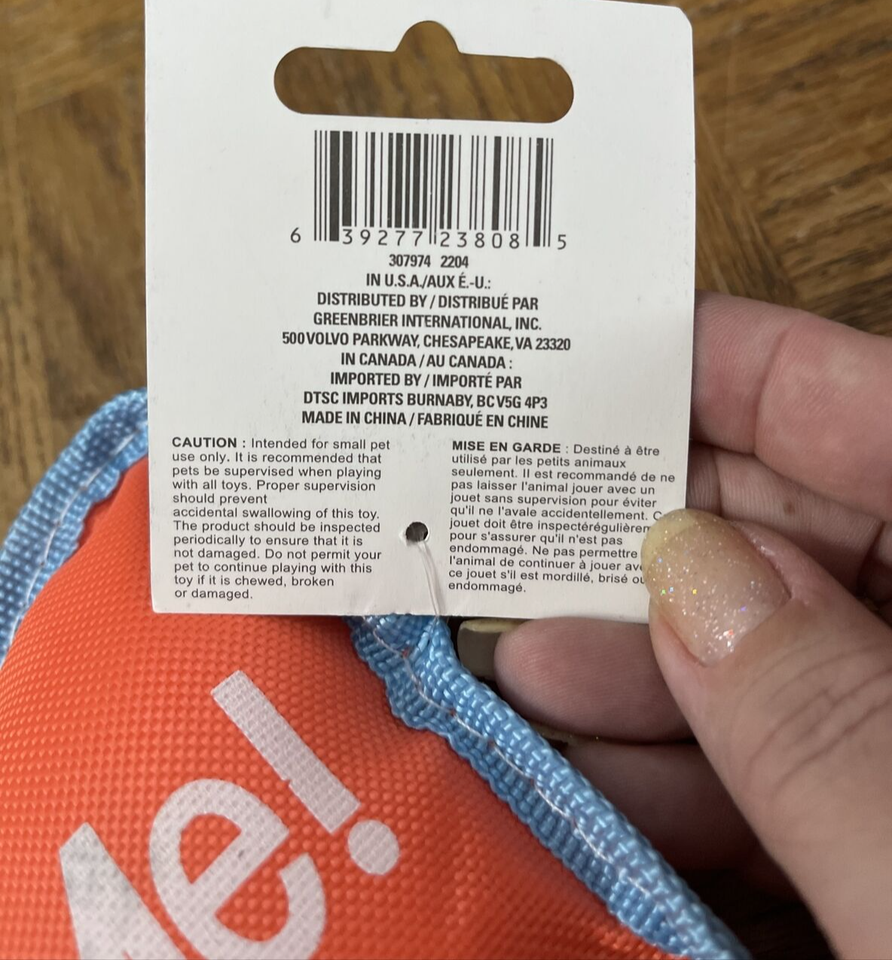 6 39277 23808 5
307974 2204
IN U.S.A./AUX É.-U.:
DISTRIBUTED BY / DISTRIBUÉ PAR
GREENBRIER INTERNATIONAL, INC.
500 VOLVO PARKWAY, CHESAPEAKE, VA 23320
IN CANADA / AU CANADA :
IMPORTED BY / IMPORTÉ PAR
DTSC IMPORTS BURNABY, BC V5G 4P3
MADE IN CHINA / FABRIQUÉ EN CHINE
CAUTION : Intended for small pet
use only. It is recommended that
pets be supervised when playing
with all toys. Proper supervision
should prevent
accidental swallowing of this toy.
The product should be inspected
periodically to ensure that it is
not damaged. Do not permit your
pet to continue playing with this
toy if it is chewed, broken
or damaged.
MISE EN GARDE : Destiné à être
utilisé par les petits animaux
seulement. Il est recommandé de ne
pas laisser l'animal jouer avec un
jouet sans supervision pour éviter
qu'il ne l'avale accidentellement.
jouet doit être
pour s'assurer qu'il n'est pas
endommagé. Ne pas permettre
l'animal de continuer à jouer
ce jouet s'il est mordillé, brisé
endommagé.
Me!